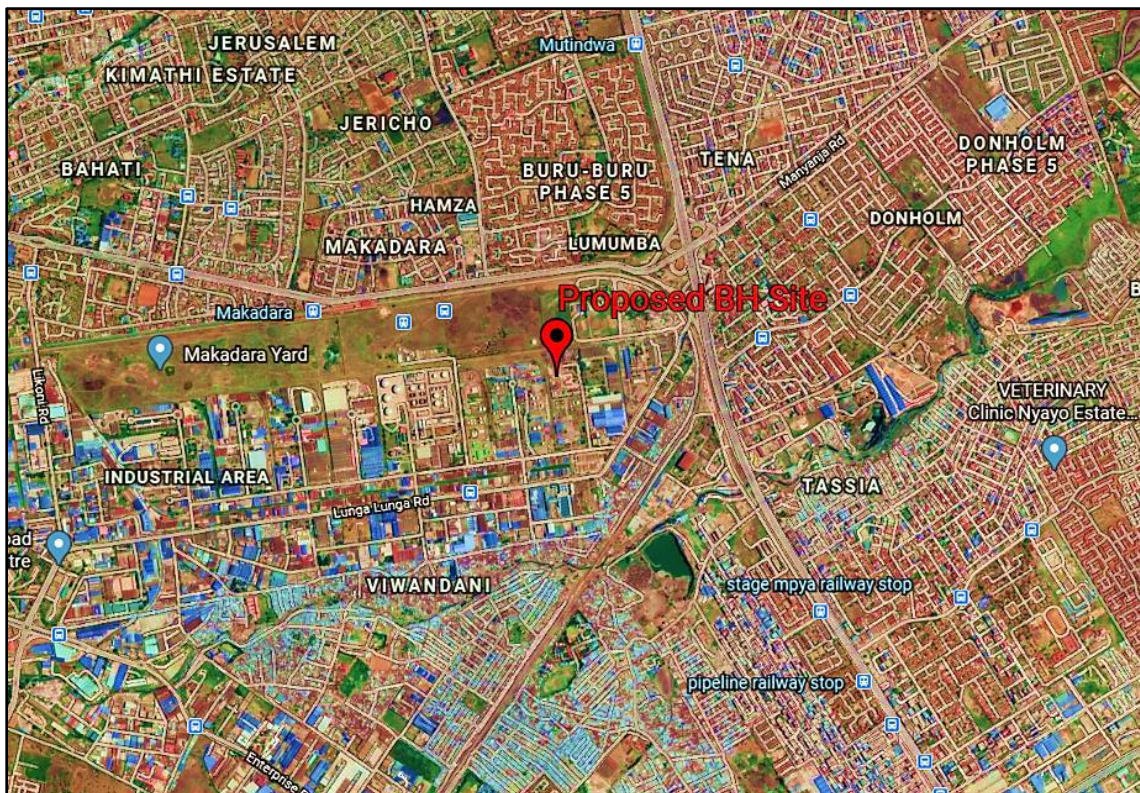 JERUSALEM
Mutindwa
KIMATHI ESTATE
JERICHO
BAHATI
BURU-BURU
PHASE 5
TENA
Manyanja Rd
DONHOLM
PHASE 5
HAMZA
DONHOLM
MAKADARA
LUMUMBA
B
Proposed BH Site
Makadara
Makadara Yard
Likoni Rd
VETERINARY
Clinic Nyayo Estate...
INDUSTRIAL AREA
TASSIA
Lunga Lunga Rd
oad
tre
VIWANDANI
stage mpya railway stop
pipeline railway stop
Enterprise